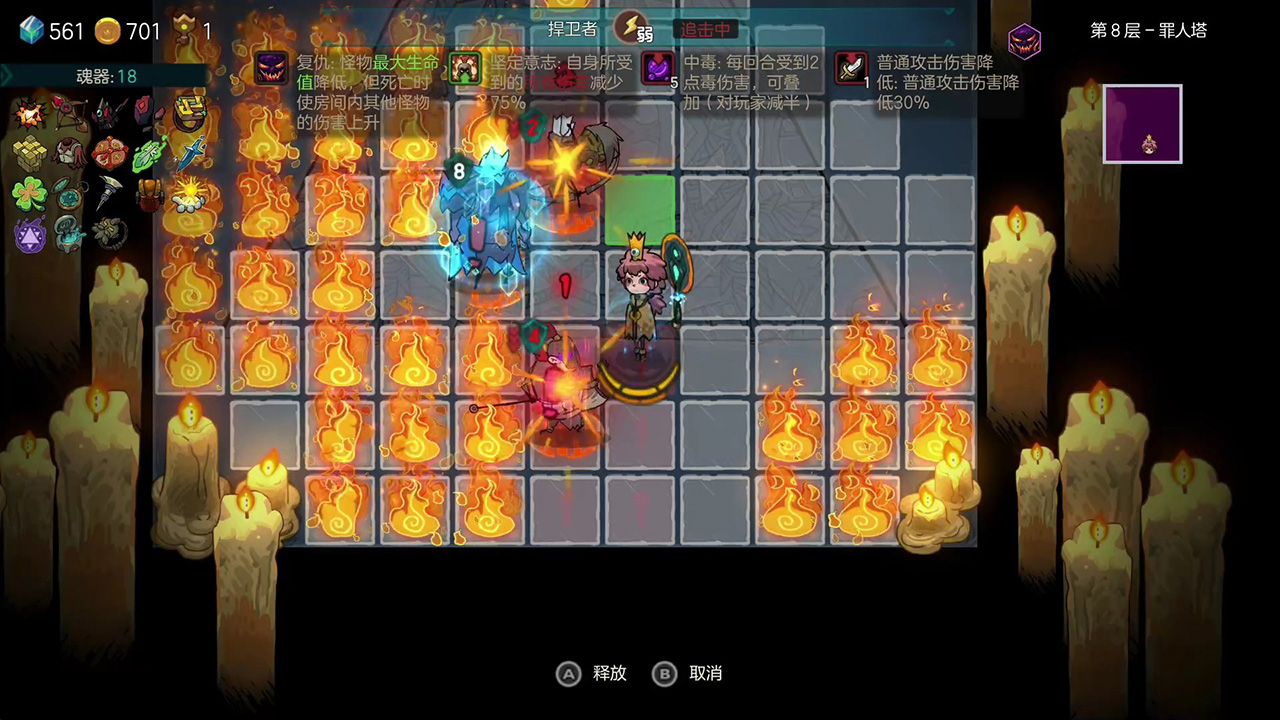 561 701 1
捍卫者 弱 追击中
第8层-罪人塔
魂器:18
复仇: 怪物最大生命
值降低, 但死亡时
使房间内其他怪物
的伤害上升
坚定意志: 自身所受
到的 减少
75%
5
中毒: 每回合受到2
点毒伤害, 可叠
加 ( 对玩家减半 )
1
普通攻击伤害降
低: 普通攻击伤害降
低30%
2
8
1
4
A 释放 B 取消